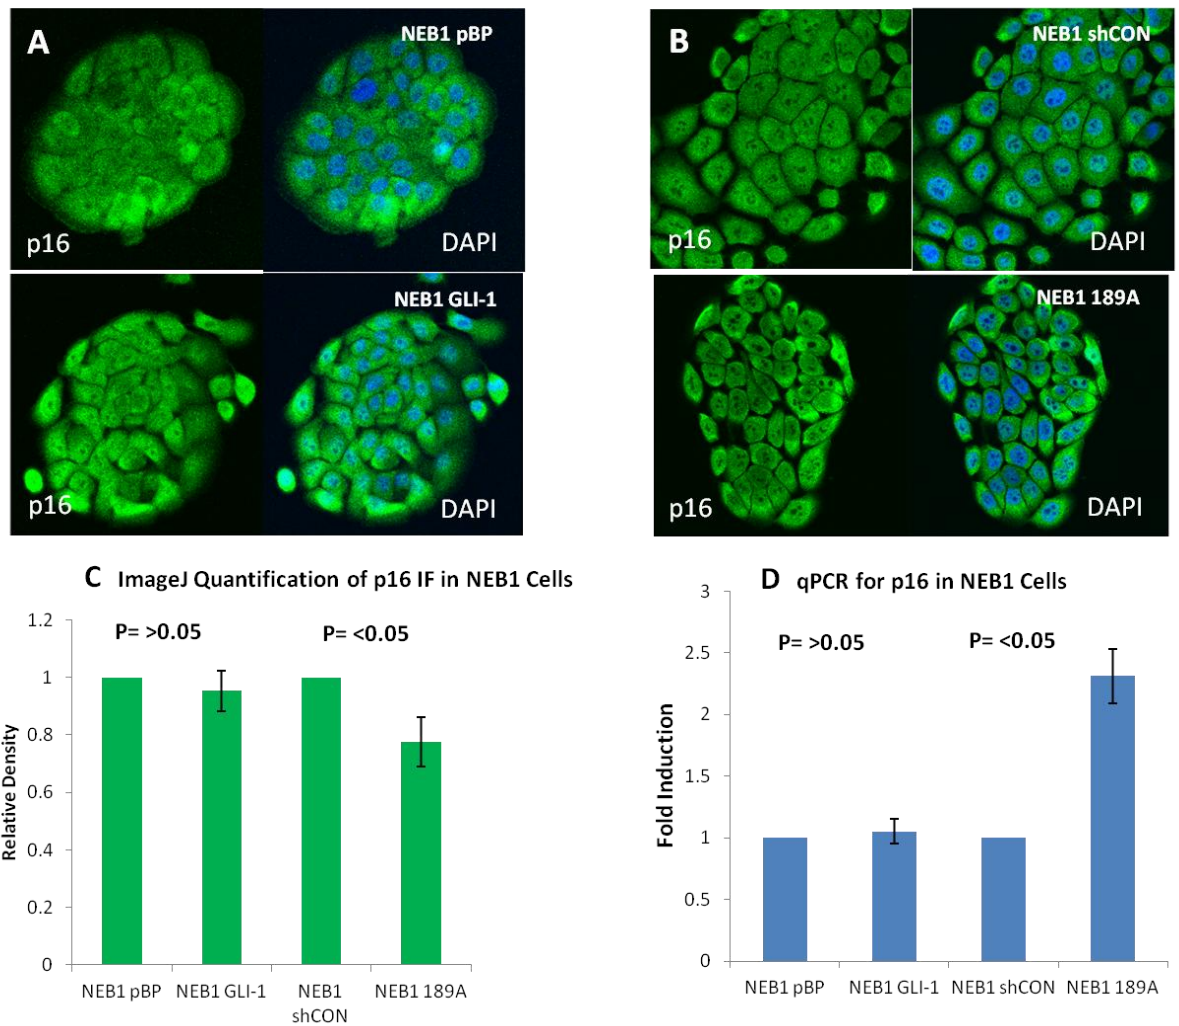 A
NEB1 pBP
p16
DAPI
NEB1 GLI-1
p16
DAPI
B
NEB1 shCON
p16
DAPI
NEB1 189A
p16
DAPI
C ImageJ Quantification of p16 IF in NEB1 Cells
P= >0.05
P= <0.05
Relative Density
1.2
1
0.8
0.6
0.4
0.2
0
NEB1 pBP
NEB1 GLI-1
NEB1
shCON
NEB1 189A
D qPCR for p16 in NEB1 Cells
P= >0.05
P= <0.05
Fold Induction
3
2.5
2
1.5
1
0.5
0
NEB1 pBP
NEB1 GLI-1
NEB1 shCON
NEB1 189A